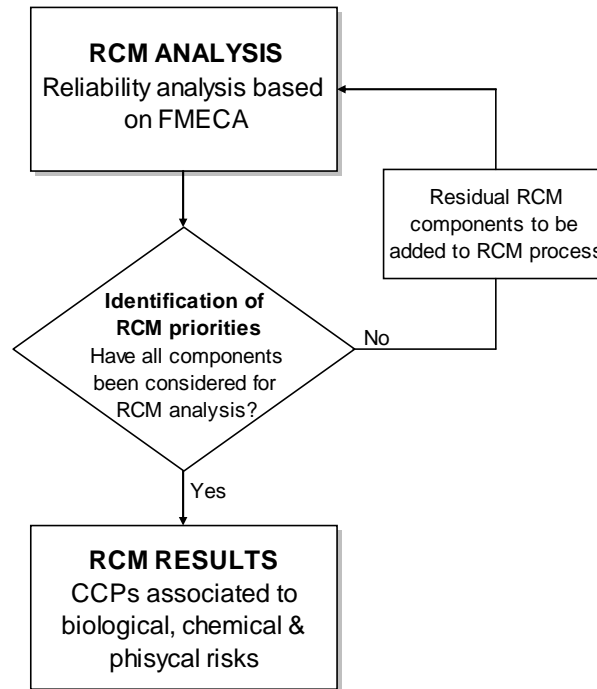 RCM ANALYSIS
Reliability analysis based
on FMECA
Residual RCM
components to be
added to RCM process
Identification of
RCM priorities
Have all components
been considered for
RCM analysis?
No
Yes
RCM RESULTS
CCPs associated to
biological, chemical &
phisycal risks